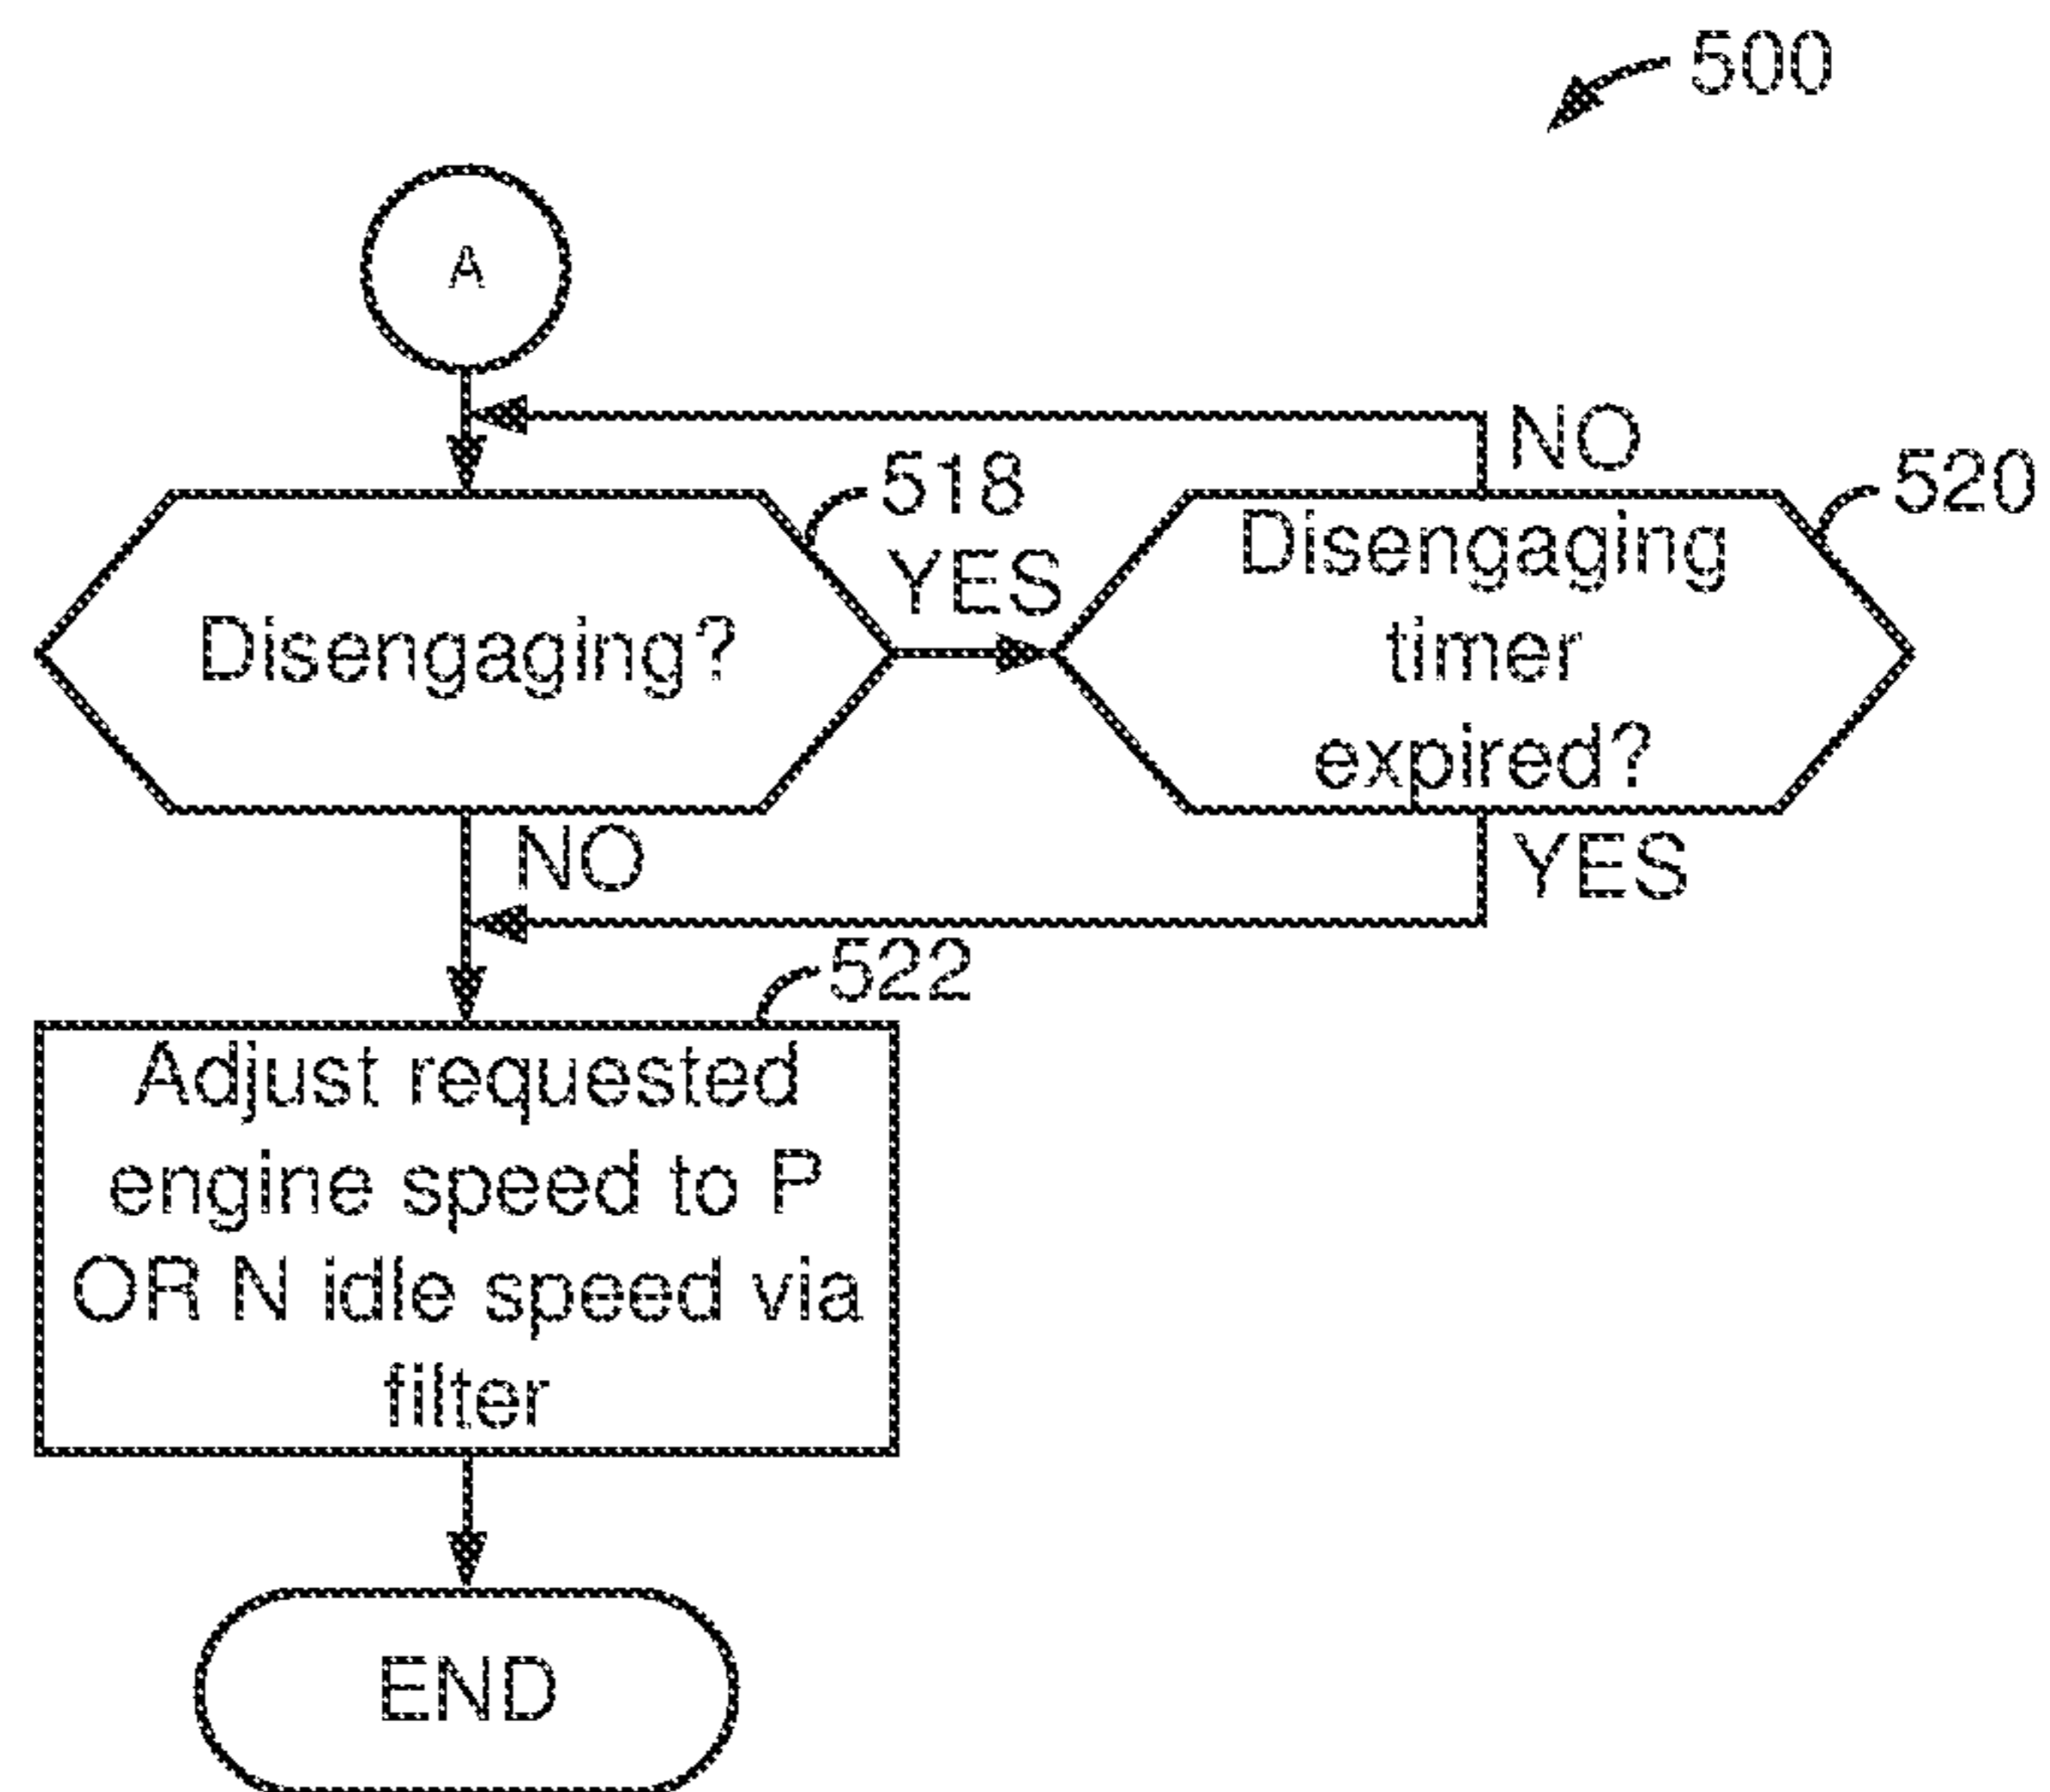 500
A
NO
518
520
YES
Disengaging?
Disengaging
timer
expired?
NO
YES
522
Adjust requested
engine speed to P
OR N idle speed via
filter
END